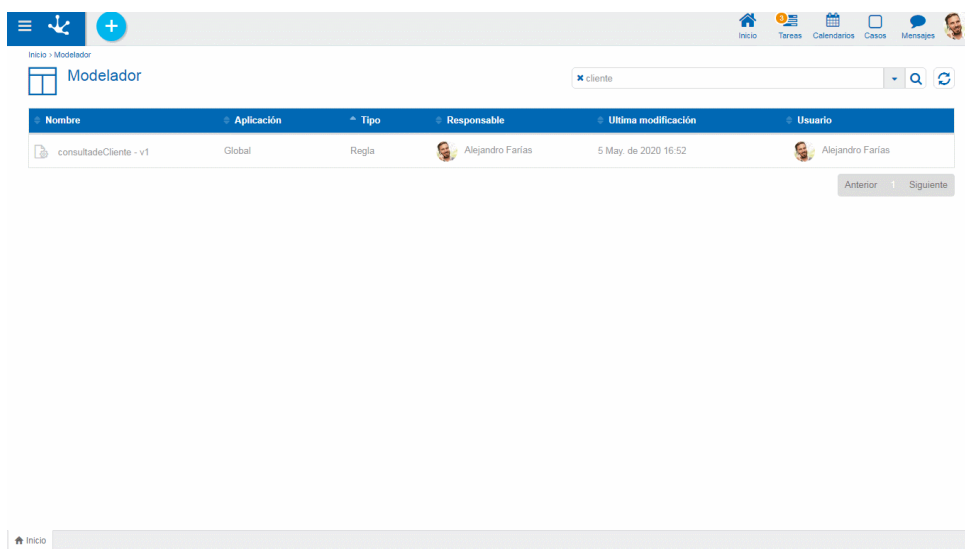 3
Inicio Tareas Calendarios Casos Mensajes
Inicio > Modelador
Modelador
cliente
Nombre Aplicación Tipo Responsable Ultima modificación Usuario
consultadeCliente - v1 Global Regla Alejandro Farías 5 May. de 2020 16:52 Alejandro Farías
Anterior 1 Siguiente
Inicio